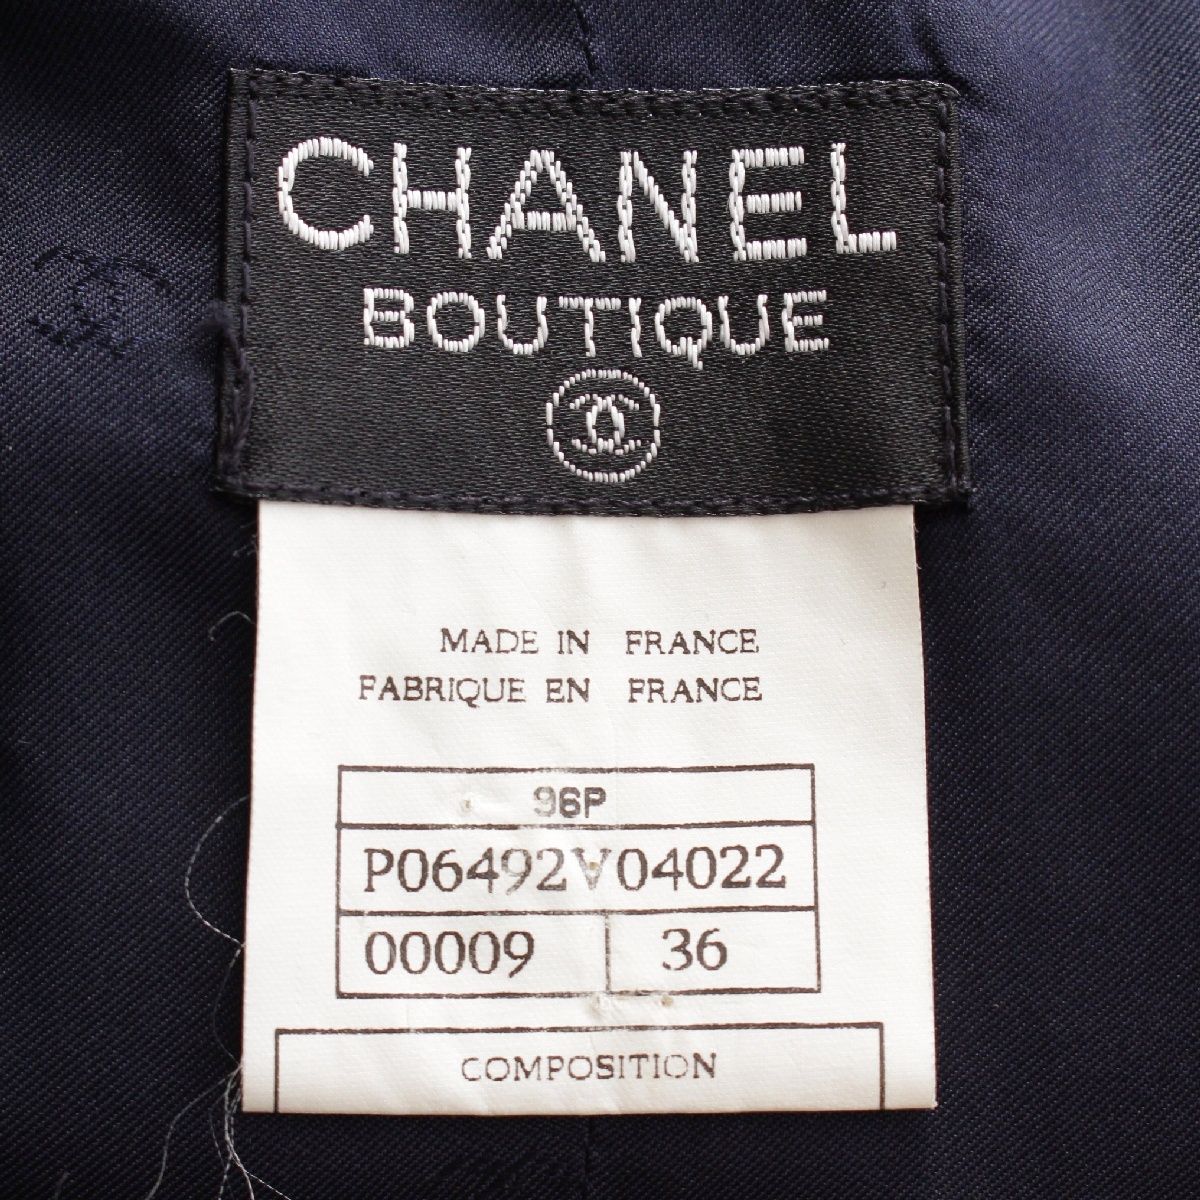 CHANEL
BOUTIQUE
MADE IN FRANCE
FABRIQUE EN FRANCE
96P
P06492V04022
00009 36
COMPOSITION